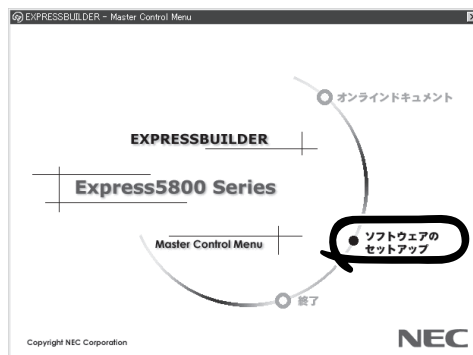 EXPRESSBUILDER - Master Control Menu
オンラインドキュメント
EXPRESSBUILDER
Express5800 Series
ソフトウェアの
セットアップ
Master Control Menu
終了
Copyright NEC Corporation
NEC